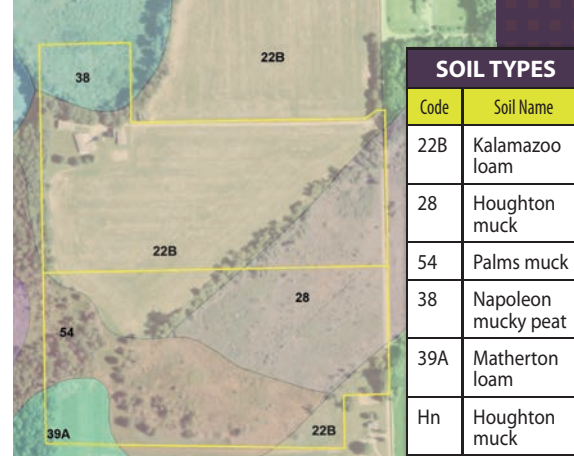 22B
38
22B
28
54
39A
22B
SOIL TYPES
Code Soil Name
22B Kalamazoo
loam
28 Houghton
muck
54 Palms muck
38 Napoleon
mucky peat
39A Matherton
loam
Hn Houghton
muck